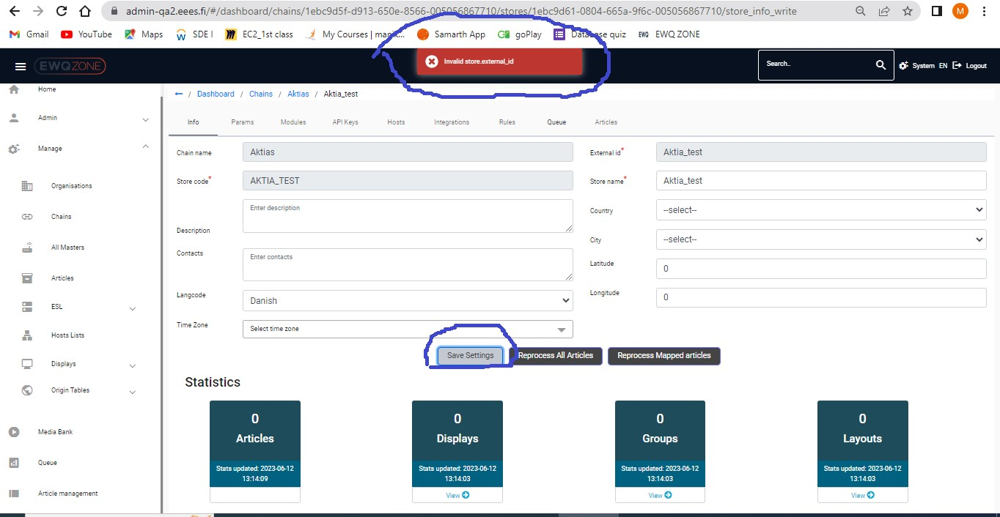 admin-qa2.eees.fi/#/dashboard/chains/1ebc9d5f-d913-650e-8566-005056867710/stores/1ebc9d61-0804-665a-9f6c-005056867710/store_info_write
M
Gmail YouTube Maps SDE I EC2_1st class My Courses | manik... Samarth App goPlay Database quiz EWQ EWQ ZONE
EWQZONE
Invalid store.external_id
Search..
System EN Logout
Home
Admin
Manage
Organisations
Chains
All Masters
Articles
ESL
Hosts Lists
Displays
Origin Tables
Media Bank
Queue
Article management
← / Dashboard / Chains / Aktias / Aktia_test
Info Params Modules API Keys Hosts Integrations Rules Queue Articles
Chain name Aktias
External id* Aktia_test
Store code* AKTIA_TEST
Store name* Aktia_test
Description Enter description
Country --select--
City --select--
Contacts Enter contacts
Latitude 0
Langcode Danish
Longitude 0
Time Zone Select time zone
Save Settings Reprocess All Articles Reprocess Mapped articles
Statistics
0
Articles
Stats updated: 2023-06-12
13:14:09
0
Displays
Stats updated: 2023-06-12
13:14:03
View
0
Groups
Stats updated: 2023-06-12
13:14:03
View
0
Layouts
Stats updated: 2023-06-12
13:14:03
View